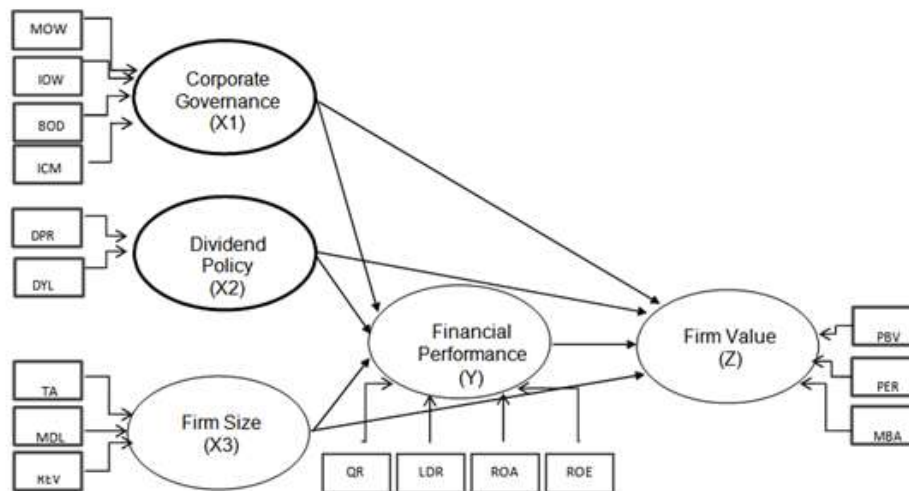 MOW
IOW
BOD
ICM
Corporate
Governance
(X1)
DPR
DYL
Dividend
Policy
(X2)
TA
MDL
REV
Firm Size
(X3)
Financial
Performance
(Y)
QR
LDR
ROA
ROE
Firm Value
(Z)
PBV
PER
MBA